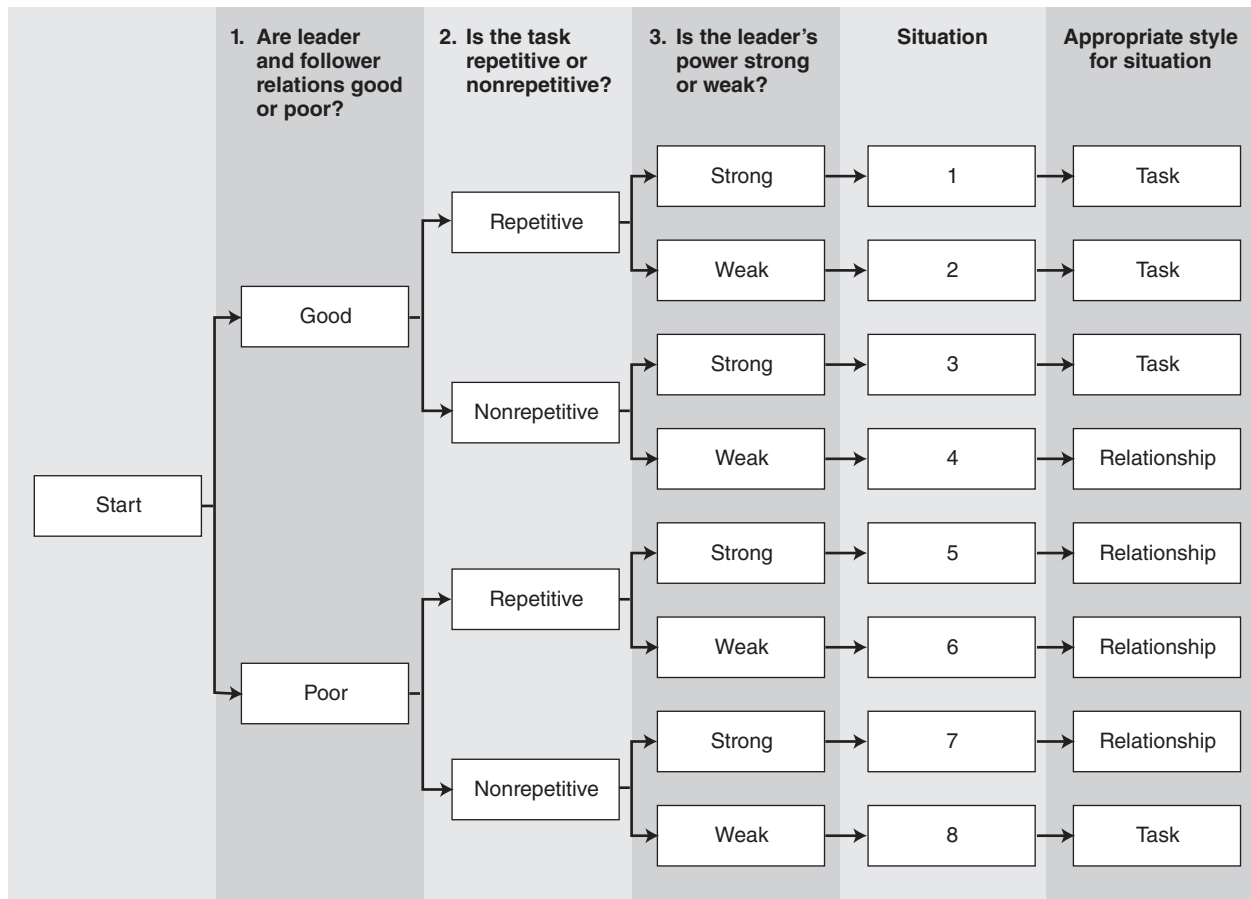 1. Are leader
and follower
relations good
or poor?
2. Is the task
repetitive or
nonrepetitive?
3. Is the leader’s
power strong
or weak?
Situation
Appropriate style
for situation
Start
Good
Poor
Repetitive
Nonrepetitive
Repetitive
Nonrepetitive
Strong
1
Task
Weak
2
Task
Strong
3
Task
Weak
4
Relationship
Strong
5
Relationship
Weak
6
Relationship
Strong
7
Relationship
Weak
8
Task